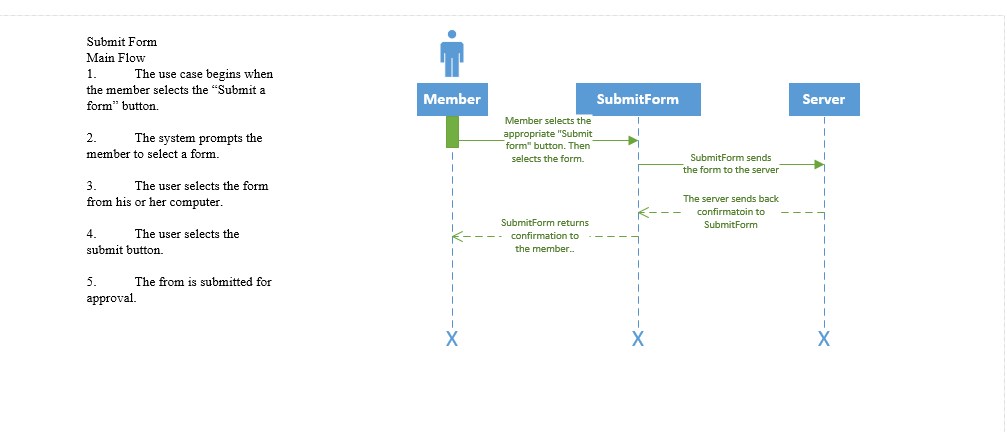 Submit Form
Main Flow
1. The use case begins when
the member selects the “Submit a
form” button.
2. The system prompts the
member to select a form.
3. The user selects the form
from his or her computer.
4. The user selects the
submit button.
5. The from is submitted for
approval.
Member
SubmitForm
Server
Member selects the
appropriate "Submit
form" button. Then
selects the form.
SubmitForm sends
the form to the server
The server sends back
confirmatoin to
SubmitForm
SubmitForm returns
confirmation to
the member..
X
X
X